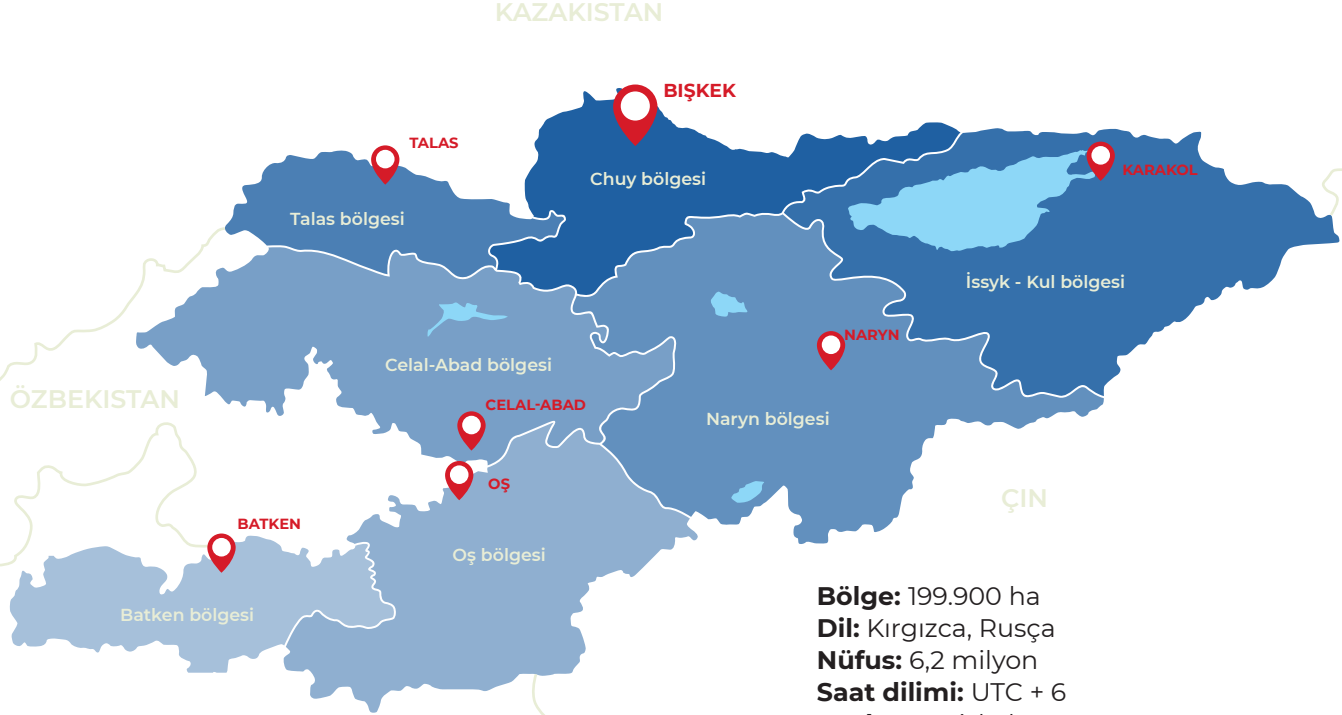 KAZAKISTAN
BIŞKEK
TALAS
Chuy bölgesi
KARAKOL
Talas bölgesi
İssyk - Kul bölgesi
NARYN
Celal-Abad bölgesi
ÖZBEKISTAN
CELAL-ABAD
Naryn bölgesi
OŞ
ÇIN
BATKEN
Oş bölgesi
Batken bölgesi
Bölge: 199.900 ha
Dil: Kırgızca, Rusça
Nüfus: 6,2 milyon
Saat dilimi: UTC + 6